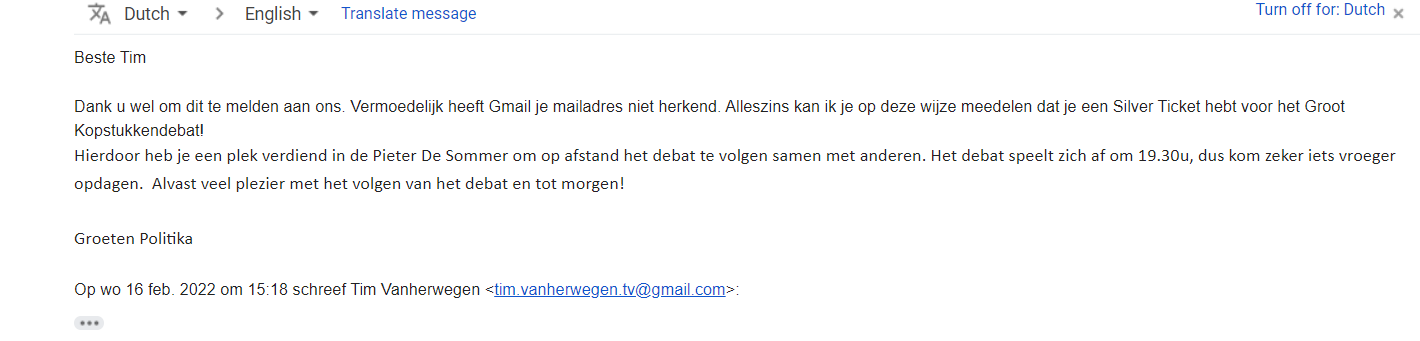 Dutch > English Translate message Turn off for: Dutch ×
Beste Tim
Dank u wel om dit te melden aan ons. Vermoedelijk heeft Gmail je mailadres niet herkend. Alleszins kan ik je op deze wijze meedelen dat je een Silver Ticket hebt voor het Groot
Kopstukkendebat!
Hierdoor heb je een plek verdiend in de Pieter De Sommer om op afstand het debat te volgen samen met anderen. Het debat speelt zich af om 19.30u, dus kom zeker iets vroeger
opdagen.  Alvast veel plezier met het volgen van het debat en tot morgen!
Groeten Politika
Op wo 16 feb. 2022 om 15:18 schreef Tim Vanherwegen <tim.vanherwegen.tv@gmail.com>: